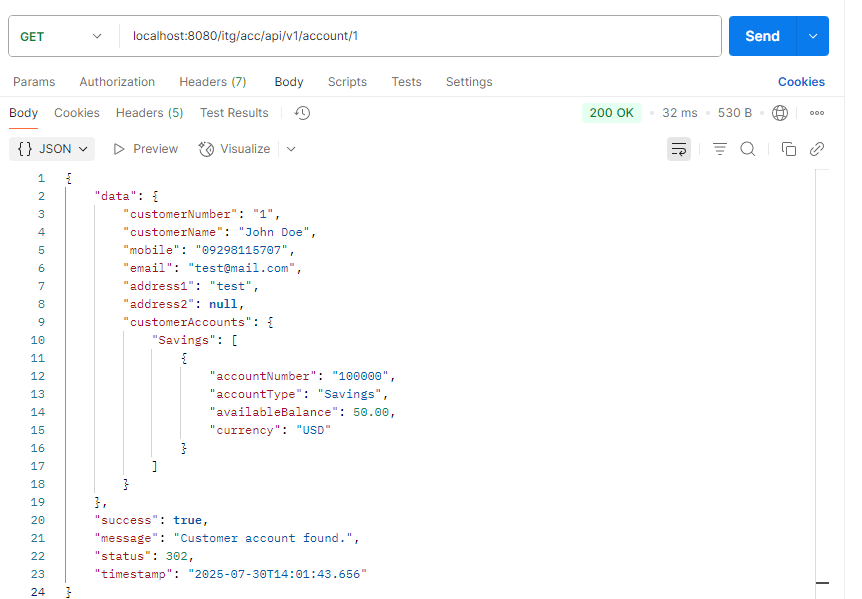 GET localhost:8080/itg/acc/api/v1/account/1 Send
Params Authorization Headers (7) Body Scripts Tests Settings Cookies
Body Cookies Headers (5) Test Results 200 OK • 32 ms • 530 B •
{} JSON Preview Visualize
1 {
2 "data": {
3 "customerNumber": "1",
4 "customerName": "John Doe",
5 "mobile": "09298115707",
6 "email": "test@mail.com",
7 "address1": "test",
8 "address2": null,
9 "customerAccounts": {
10 "Savings": [
11 {
12 "accountNumber": "100000",
13 "accountType": "Savings",
14 "availableBalance": 50.00,
15 "currency": "USD"
16 }
17 ]
18 }
19 },
20 "success": true,
21 "message": "Customer account found.",
22 "status": 302,
23 "timestamp": "2025-07-30T14:01:43.656"
24 }